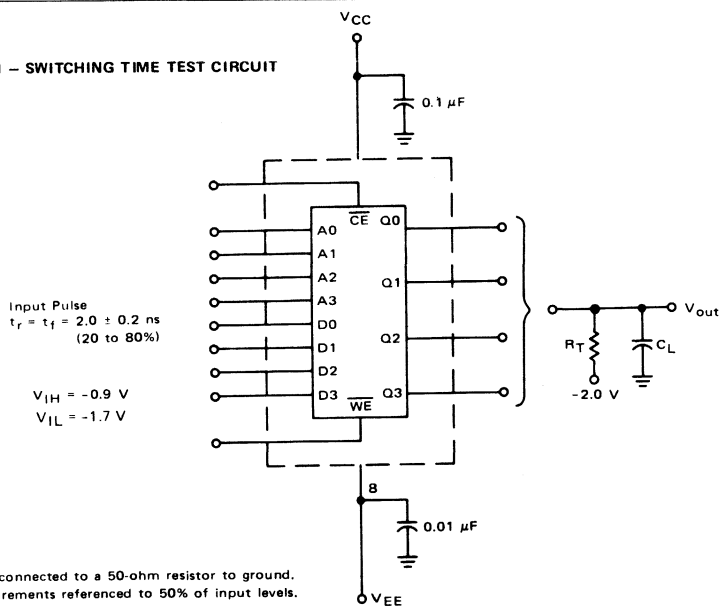 VCC
– SWITCHING TIME TEST CIRCUIT
0.1 μF
CE Q0
A0
A1
A2 Q1
A3
D0
D1 Q2
D2
D3 Q3
WE
Input Pulse
tr = tf = 2.0 ± 0.2 ns
(20 to 80%)
VIH = -0.9 V
VIL = -1.7 V
Vout
RT
CL
-2.0 V
8
0.01 μF
connected to a 50-ohm resistor to ground.
rements referenced to 50% of input levels.
VEE